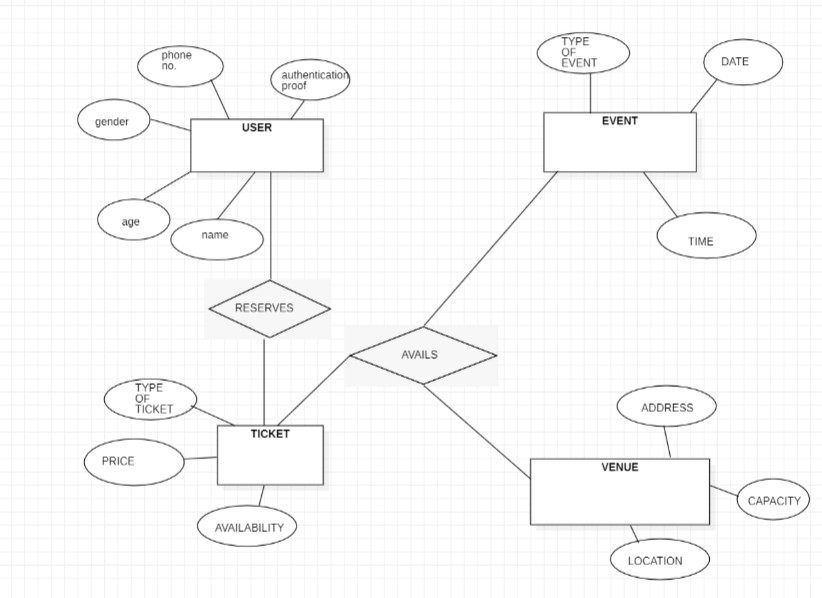 phone
no.
authentication
proof
gender
USER
age
name
TYPE
OF
EVENT
DATE
EVENT
TIME
RESERVES
AVAILS
TYPE
OF
TICKET
TICKET
PRICE
AVAILABILITY
ADDRESS
VENUE
CAPACITY
LOCATION